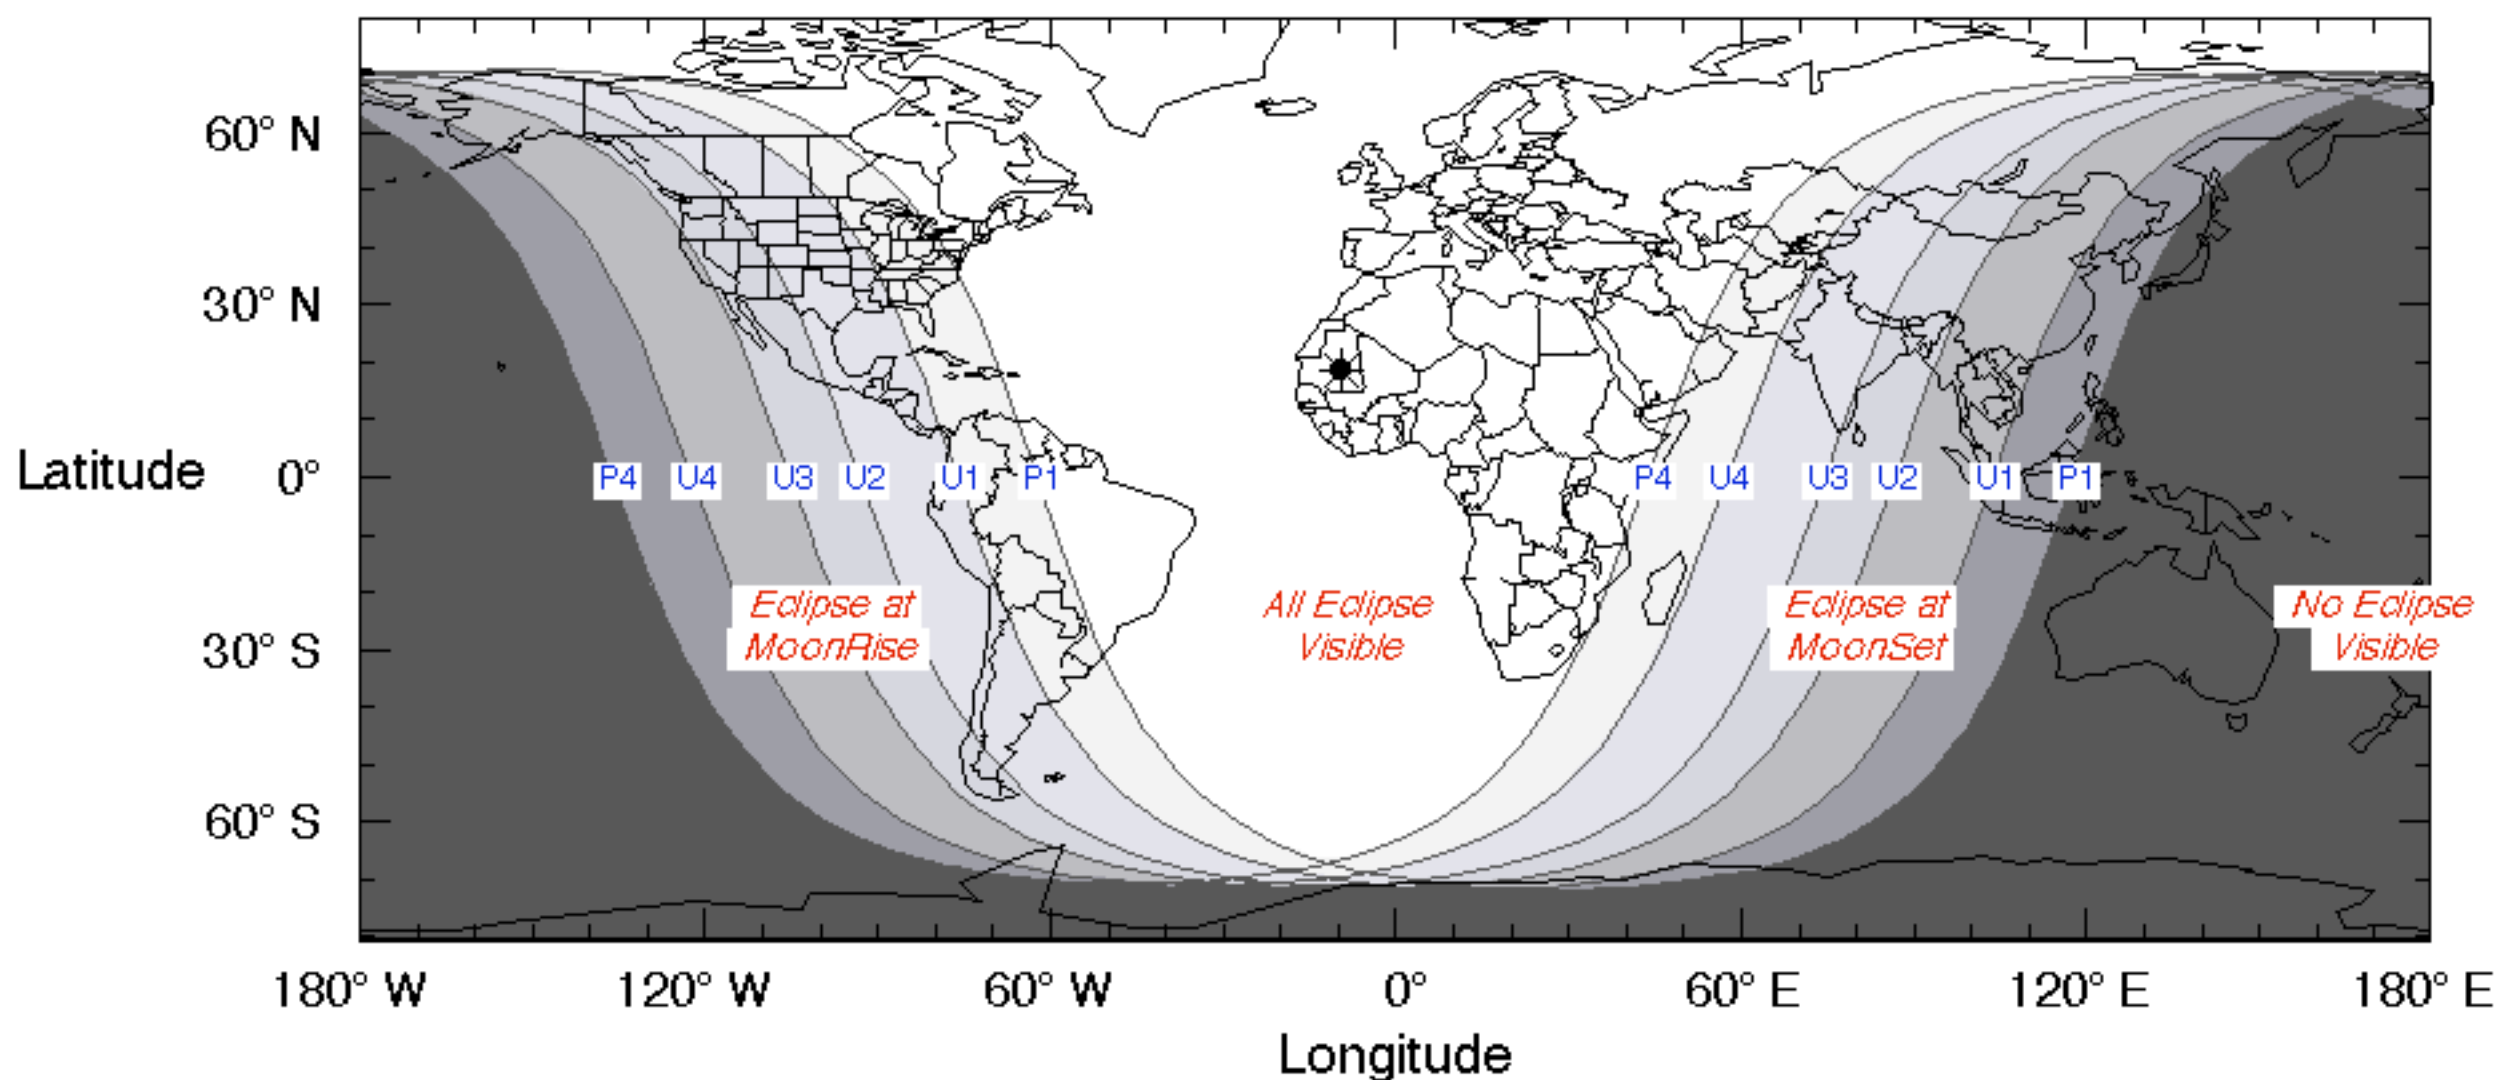 60° N
30° N
Latitude
0°
P4
U4
U3
U2
U1
P1
P4
U4
U3
U2
U1
P1
Eclipse at
MoonRise
All Eclipse
Visible
Eclipse at
MoonSet
No Eclipse
Visible
30° S
60° S
180° W
120° W
60° W
0°
60° E
120° E
180° E
Longitude